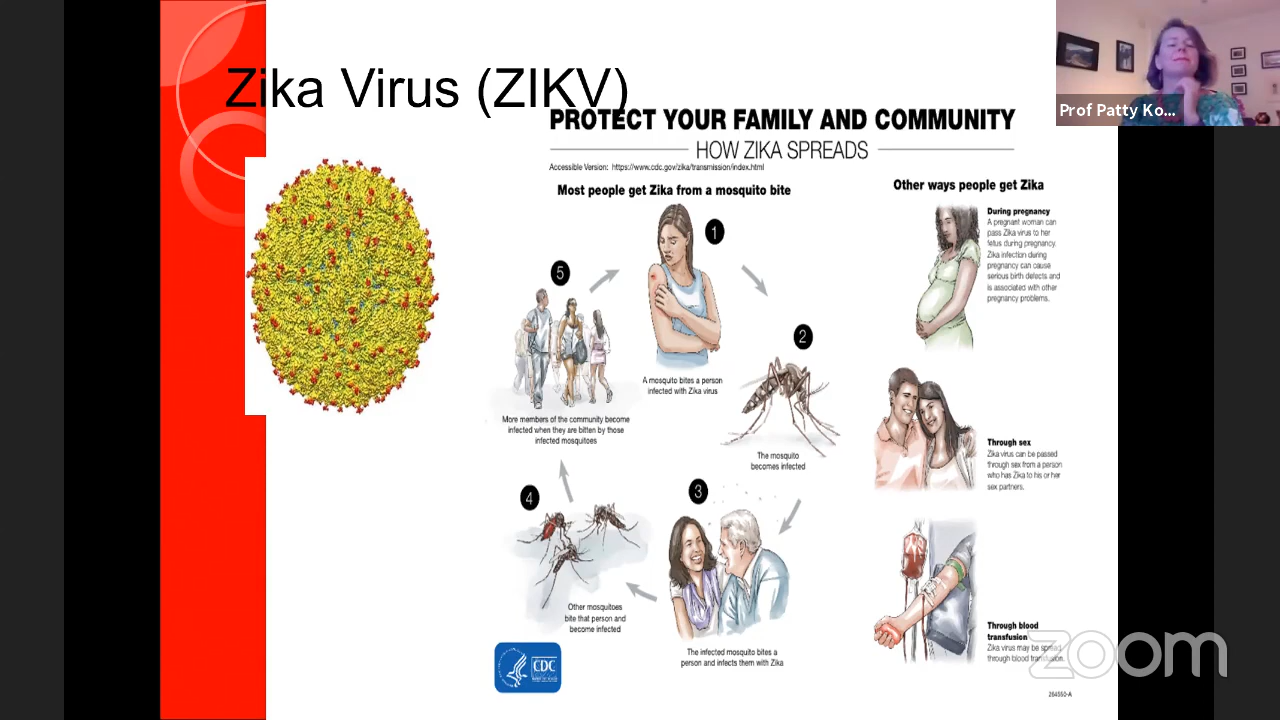 Zika Virus (ZIKV)
Prof Patty Ko...
PROTECT YOUR FAMILY AND COMMUNITY
HOW ZIKA SPREADS
Accessible Version: https://www.cdc.gov/zika/transmission/index.html
Most people get Zika from a mosquito bite
1
A mosquito bites a person
infected with Zika virus
2
The mosquito
becomes infected
3
The infected mosquito bites a
person and infects them with Zika
4
Other mosquitoes
bite that person and
become infected
5
More members of the community become
infected when they are bitten by those
infected mosquitoes
Other ways people get Zika
During pregnancy
A pregnant woman can
pass Zika virus to her
fetus during pregnancy.
Zika infection during
pregnancy can cause
serious birth defects and
is associated with other
pregnancy problems.
Through sex
Zika virus can be passed
through sex from a person
who has Zika to his or her
sex partners.
Through blood
transfusion
Zika virus may be spread
through blood transfusion.
CDC
zoom
264350-A